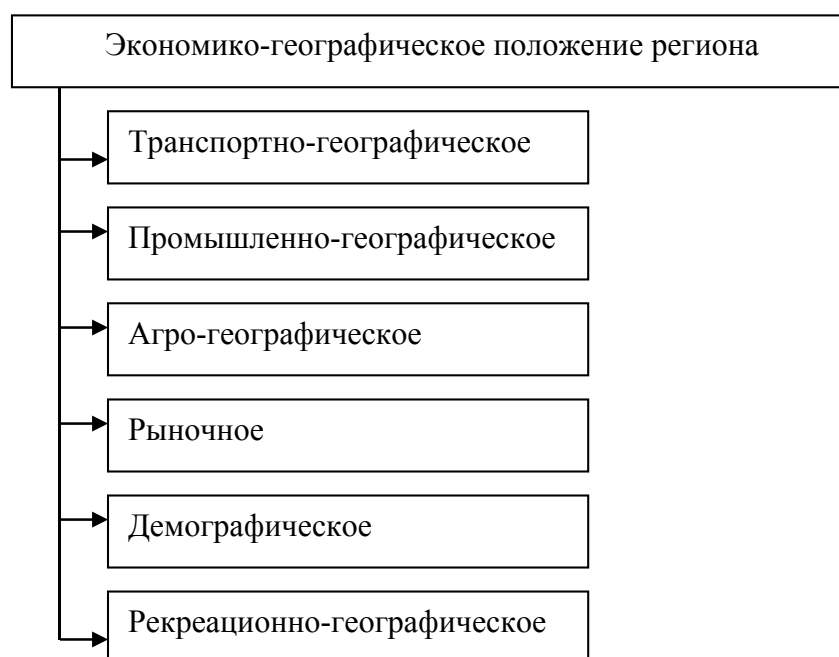 Экономико-географическое положение региона
Транспортно-географическое
Промышленно-географическое
Агро-географическое
Рыночное
Демографическое
Рекреационно-географическое